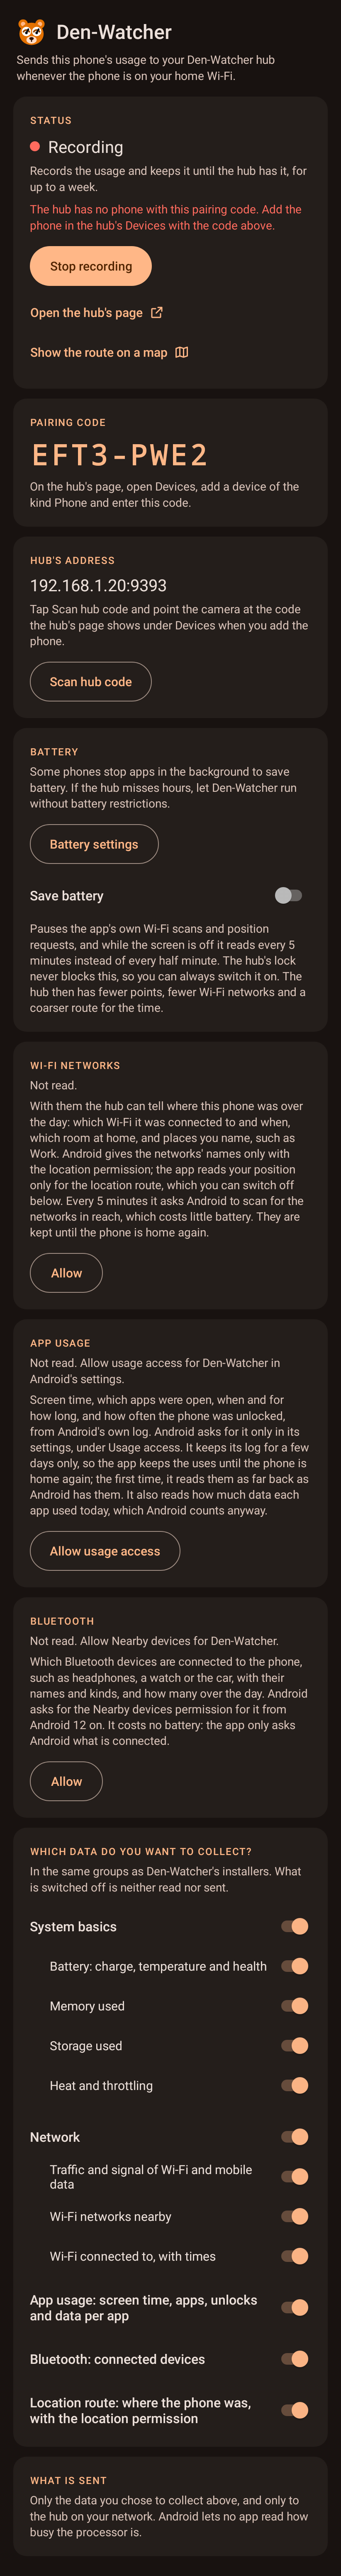 Den-Watcher
Sends this phone's usage to your Den-Watcher hub
whenever the phone is on your home Wi-Fi.
STATUS
Recording
Records the usage and keeps it until the hub has it, for
up to a week.
The hub has no phone with this pairing code. Add the
phone in the hub's Devices with the code above.
Stop recording
Open the hub's page
Show the route on a map
PAIRING CODE
EFT3-PWE2
On the hub's page, open Devices, add a device of the
kind Phone and enter this code.
HUB'S ADDRESS
192.168.1.20:9393
Tap Scan hub code and point the camera at the code
the hub's page shows under Devices when you add the
phone.
Scan hub code
BATTERY
Some phones stop apps in the background to save
battery. If the hub misses hours, let Den-Watcher run
without battery restrictions.
Battery settings
Save battery
Pauses the app's own Wi-Fi scans and position
requests, and while the screen is off it reads every 5
minutes instead of every half minute. The hub's lock
never blocks this, so you can always switch it on. The
hub then has fewer points, fewer Wi-Fi networks and a
coarser route for the time.
WI-FI NETWORKS
Not read.
With them the hub can tell where this phone was over
the day: which Wi-Fi it was connected to and when,
which room at home, and places you name, such as
Work. Android gives the networks' names only with
the location permission; the app reads your position
only for the location route, which you can switch off
below. Every 5 minutes it asks Android to scan for the
networks in reach, which costs little battery. They are
kept until the phone is home again.
Allow
APP USAGE
Not read. Allow usage access for Den-Watcher in
Android's settings.
Screen time, which apps were open, when and for
how long, and how often the phone was unlocked,
from Android's own log. Android asks for it only in its
settings, under Usage access. It keeps its log for a few
days only, so the app keeps the uses until the phone is
home again; the first time, it reads them as far back as
Android has them. It also reads how much data each
app used today, which Android counts anyway.
Allow usage access
BLUETOOTH
Not read. Allow Nearby devices for Den-Watcher.
Which Bluetooth devices are connected to the phone,
such as headphones, a watch or the car, with their
names and kinds, and how many over the day. Android
asks for the Nearby devices permission for it from
Android 12 on. It costs no battery: the app only asks
Android what is connected.
Allow
WHICH DATA DO YOU WANT TO COLLECT?
In the same groups as Den-Watcher's installers. What
is switched off is neither read nor sent.
System basics
Battery: charge, temperature and health
Memory used
Storage used
Heat and throttling
Network
Traffic and signal of Wi-Fi and mobile
data
Wi-Fi networks nearby
Wi-Fi connected to, with times
App usage: screen time, apps, unlocks
and data per app
Bluetooth: connected devices
Location route: where the phone was,
with the location permission
WHAT IS SENT
Only the data you chose to collect above, and only to
the hub on your network. Android lets no app read how
busy the processor is.